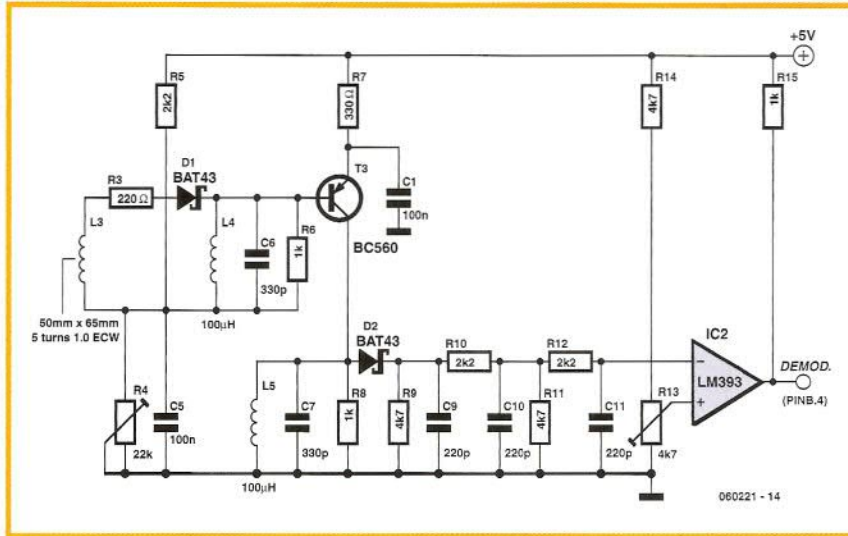 +5V
R5
2k2
R7
330Ω
R14
4k7
R15
1k
D1
BAT43
T3
R3
220Ω
C1
100n
L3
L4
C6
R6
1k
BC560
330p
50mm x 65mm
5 turns 1.0 ECW
100µH
D2
BAT43
IC2
R10
2k2
R12
2k2
LM393
DEMOD.
(PINB.4)
L5
R4
22k
C5
100n
C7
330p
R8
1k
R9
4k7
C9
220p
C10
220p
R11
4k7
C11
220p
R13
4k7
100µH
060221 - 14